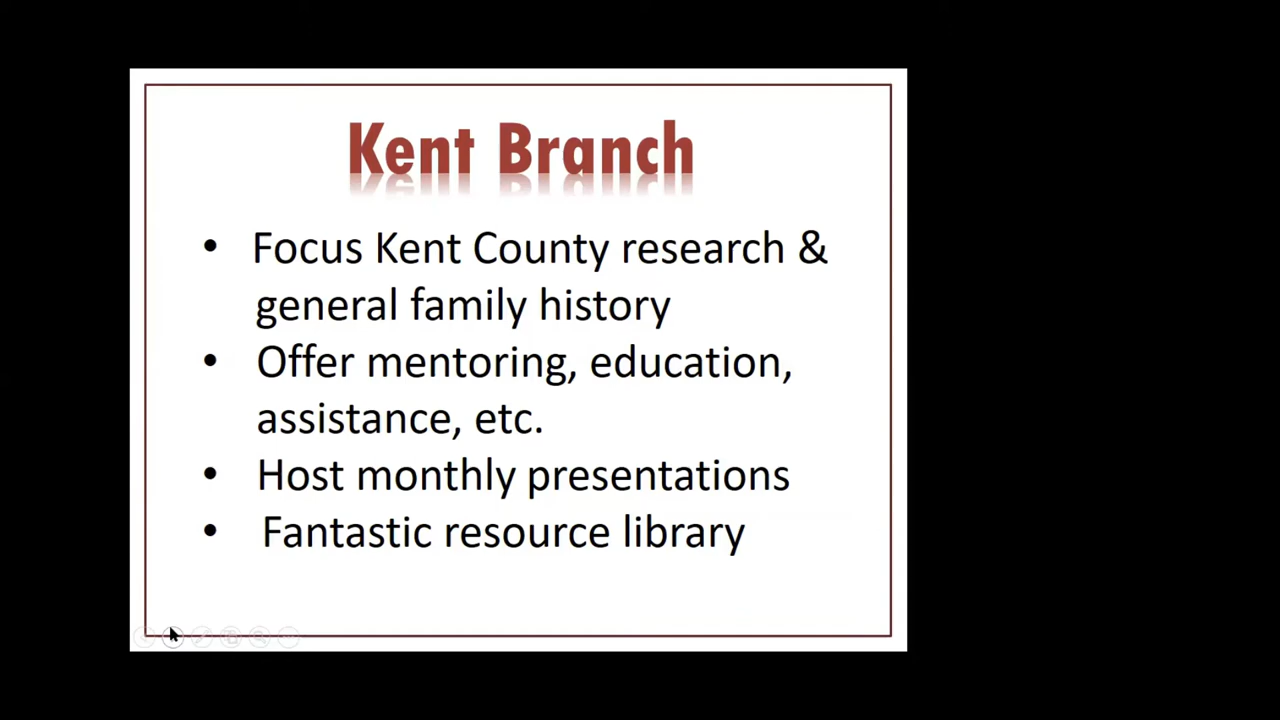 Kent Branch
• Focus Kent County research &
general family history
• Offer mentoring, education,
assistance, etc.
• Host monthly presentations
• Fantastic resource library